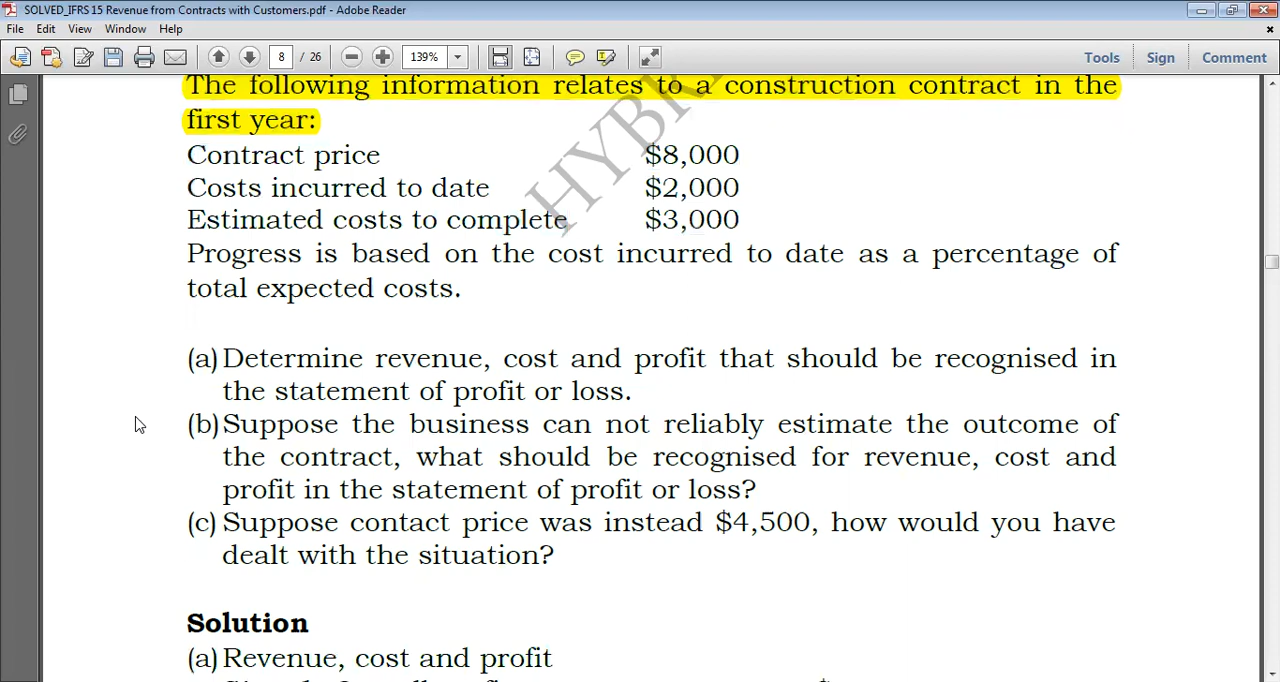 SOLVED_IFRS 15 Revenue from Contracts with Customers.pdf - Adobe Reader
File Edit View Window Help
8 / 26 139% Tools Sign Comment
The following information relates to a construction contract in the
first year:
Contract price $8,000
Costs incurred to date $2,000
Estimated costs to complete $3,000
Progress is based on the cost incurred to date as a percentage of
total expected costs.
(a) Determine revenue, cost and profit that should be recognised in
the statement of profit or loss.
(b) Suppose the business can not reliably estimate the outcome of
the contract, what should be recognised for revenue, cost and
profit in the statement of profit or loss?
(c) Suppose contact price was instead $4,500, how would you have
dealt with the situation?
Solution
(a) Revenue, cost and profit